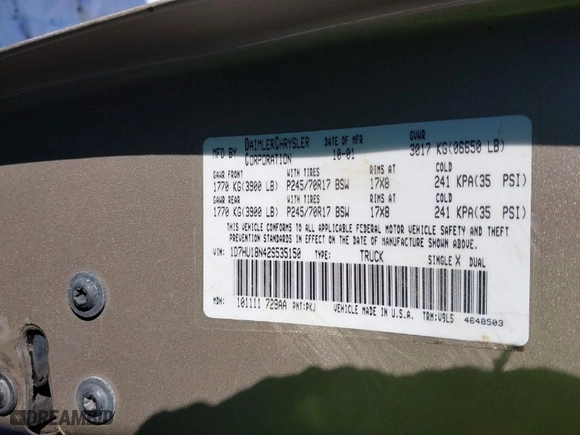 MFD BY DAIMLERCHRYSLER CORPORATION DATE OF MFR 10-01 GVWR 3017 KG(06650 LB)
GAWR FRONT WITH TIRES RIMS AT COLD
1770 KG(3900 LB) P245/70R17 BSW 17X8 241 KPA(35 PSI)
GAWR REAR WITH TIRES RIMS AT COLD
1770 KG(3900 LB) P245/70R17 BSW 17X8 241 KPA(35 PSI)
THIS VEHICLE CONFORMS TO ALL APPLICABLE FEDERAL MOTOR VEHICLE SAFETY AND THEFT
PREVENTION STANDARDS IN EFFECT ON THE DATE OF MANUFACTURE SHOWN ABOVE.
VIN: 1D7HU18N42S535150 TYPE: TRUCK SINGLE X DUAL
MDH: 101111 729AA PNT: PKJ VEHICLE MADE IN U.S.A. TRM: V9L5 4648503
©DREAMBID